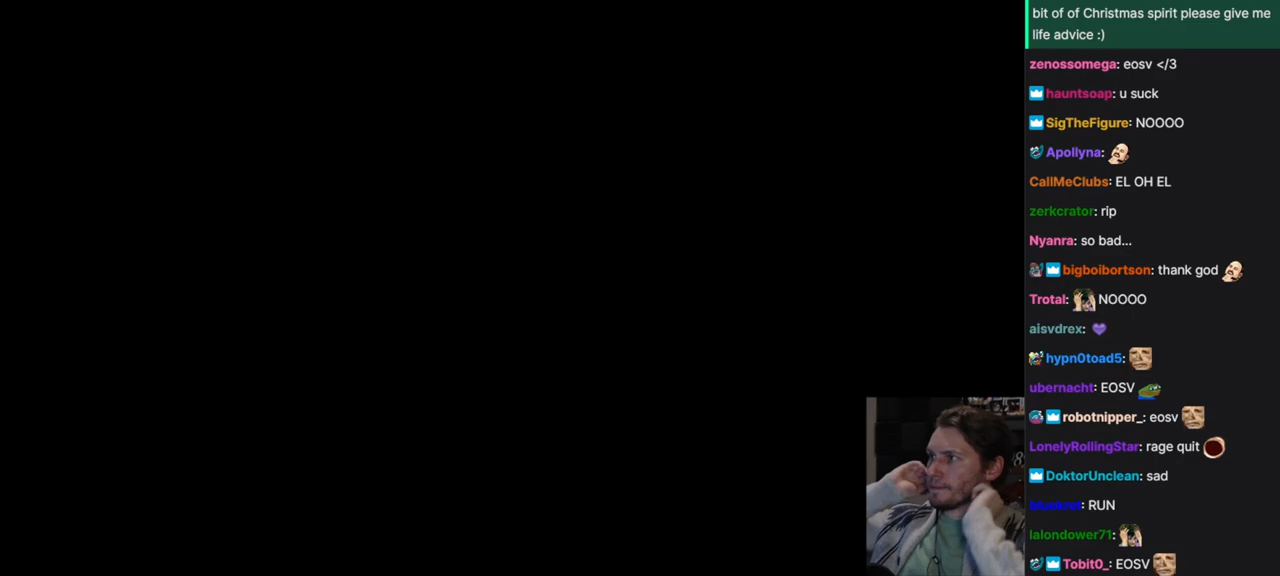 bit of of Christmas spirit please give me
life advice :)
zenossomega: eosv </3
hauntsoap: u suck
SigTheFigure: NOOOO
Apollyna:
CallMeClubs: EL OH EL
zerkcrator: rip
Nyanra: so bad...
bigboibortson: thank god
Trotal: NOOOO
aisvdrex:
hypn0toad5:
ubernacht: EOSV
robotnipper_: eosv
LonelyRollingStar: rage quit
DoktorUnclean: sad
RUN
lalondower71:
Tobit0_: EOSV